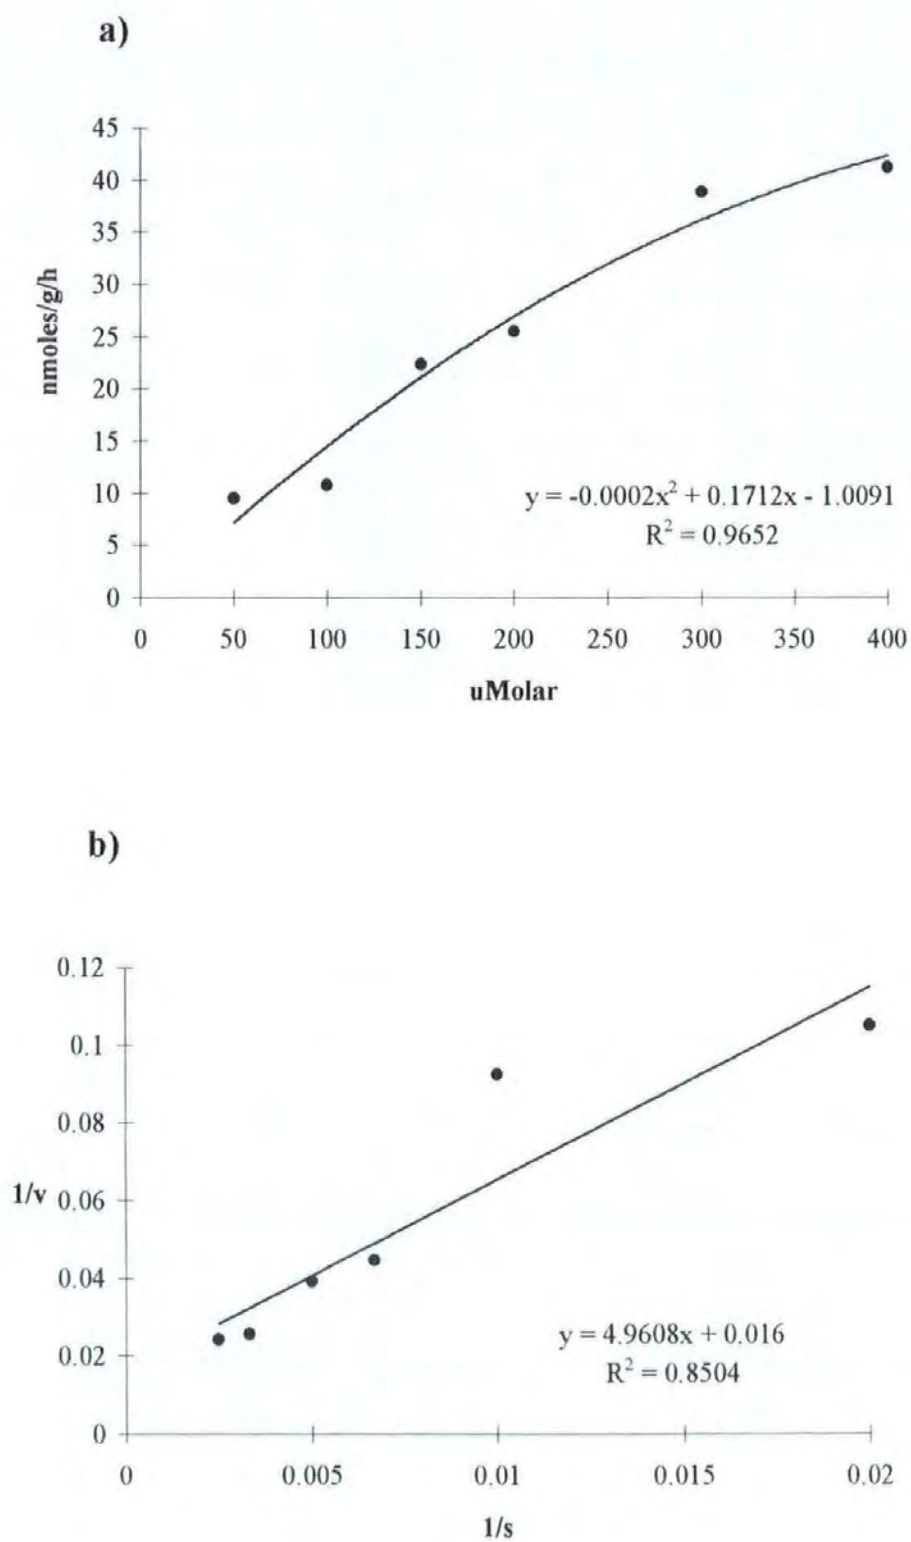 a)
45
40
35
30
25
20
15
10
5
0
nmoles/g/h
y = -0.0002x² + 0.1712x - 1.0091
R² = 0.9652
0 50 100 150 200 250 300 350 400
uMolar
b)
0.12
0.1
0.08
1/v 0.06
0.04
0.02
0
y = 4.9608x + 0.016
R² = 0.8504
0 0.005 0.01 0.015 0.02
1/s